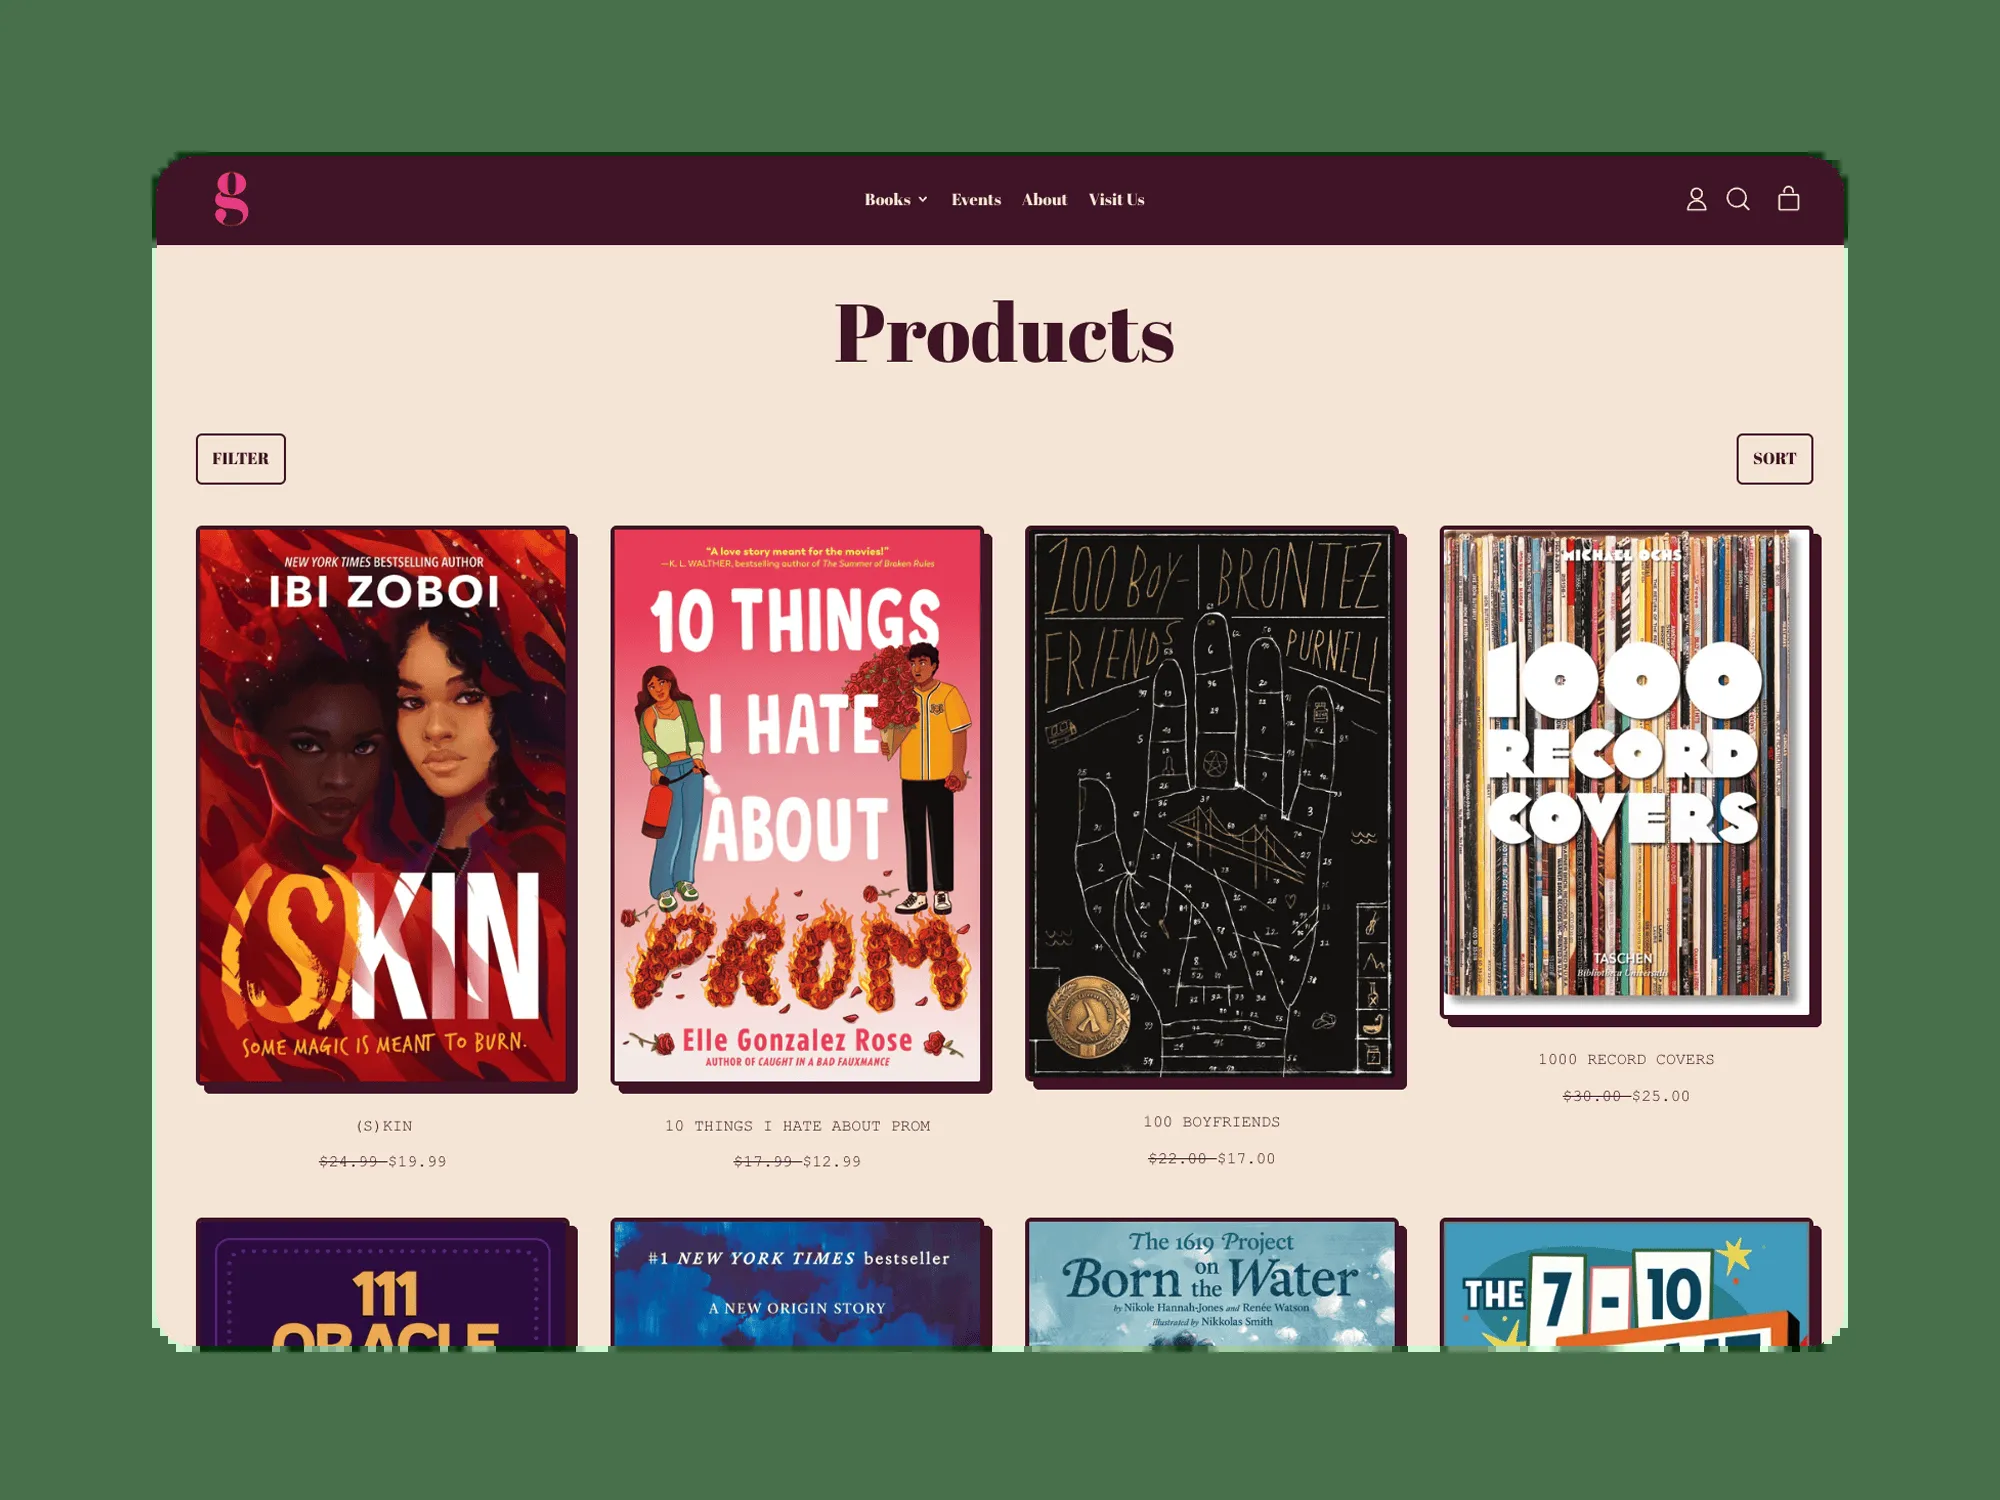 g
Books Events About Visit Us
Products
FILTER
SORT
NEW YORK TIMES BESTSELLING AUTHOR
IBI ZOBOI
(S)KIN
SOME MAGIC IS MEANT TO BURN.
"A love story meant for the movies!"
—K. L. WALTHER, bestselling author of The Summer of Broken Rules
10 THINGS
I HATE
ABOUT
PROM
Elle Gonzalez Rose
AUTHOR OF CAUGHT IN A BAD FAUXMANCE
100 BOY-
FRIENDS
BRONTEZ
PURNELL
MICHAEL OCHS
1000
RECORD
COVERS
TASCHEN
Bibliotheca Universalis
(S)KIN
$24.99 $19.99
10 THINGS I HATE ABOUT PROM
$17.99 $12.99
100 BOYFRIENDS
$22.00 $17.00
1000 RECORD COVERS
$30.00 $25.00
111
ORACLE
#1 NEW YORK TIMES bestseller
A NEW ORIGIN STORY
The 1619 Project
Born on the Water
by Nikole Hannah-Jones and Renée Watson
illustrated by Nikkolas Smith
THE 7-10